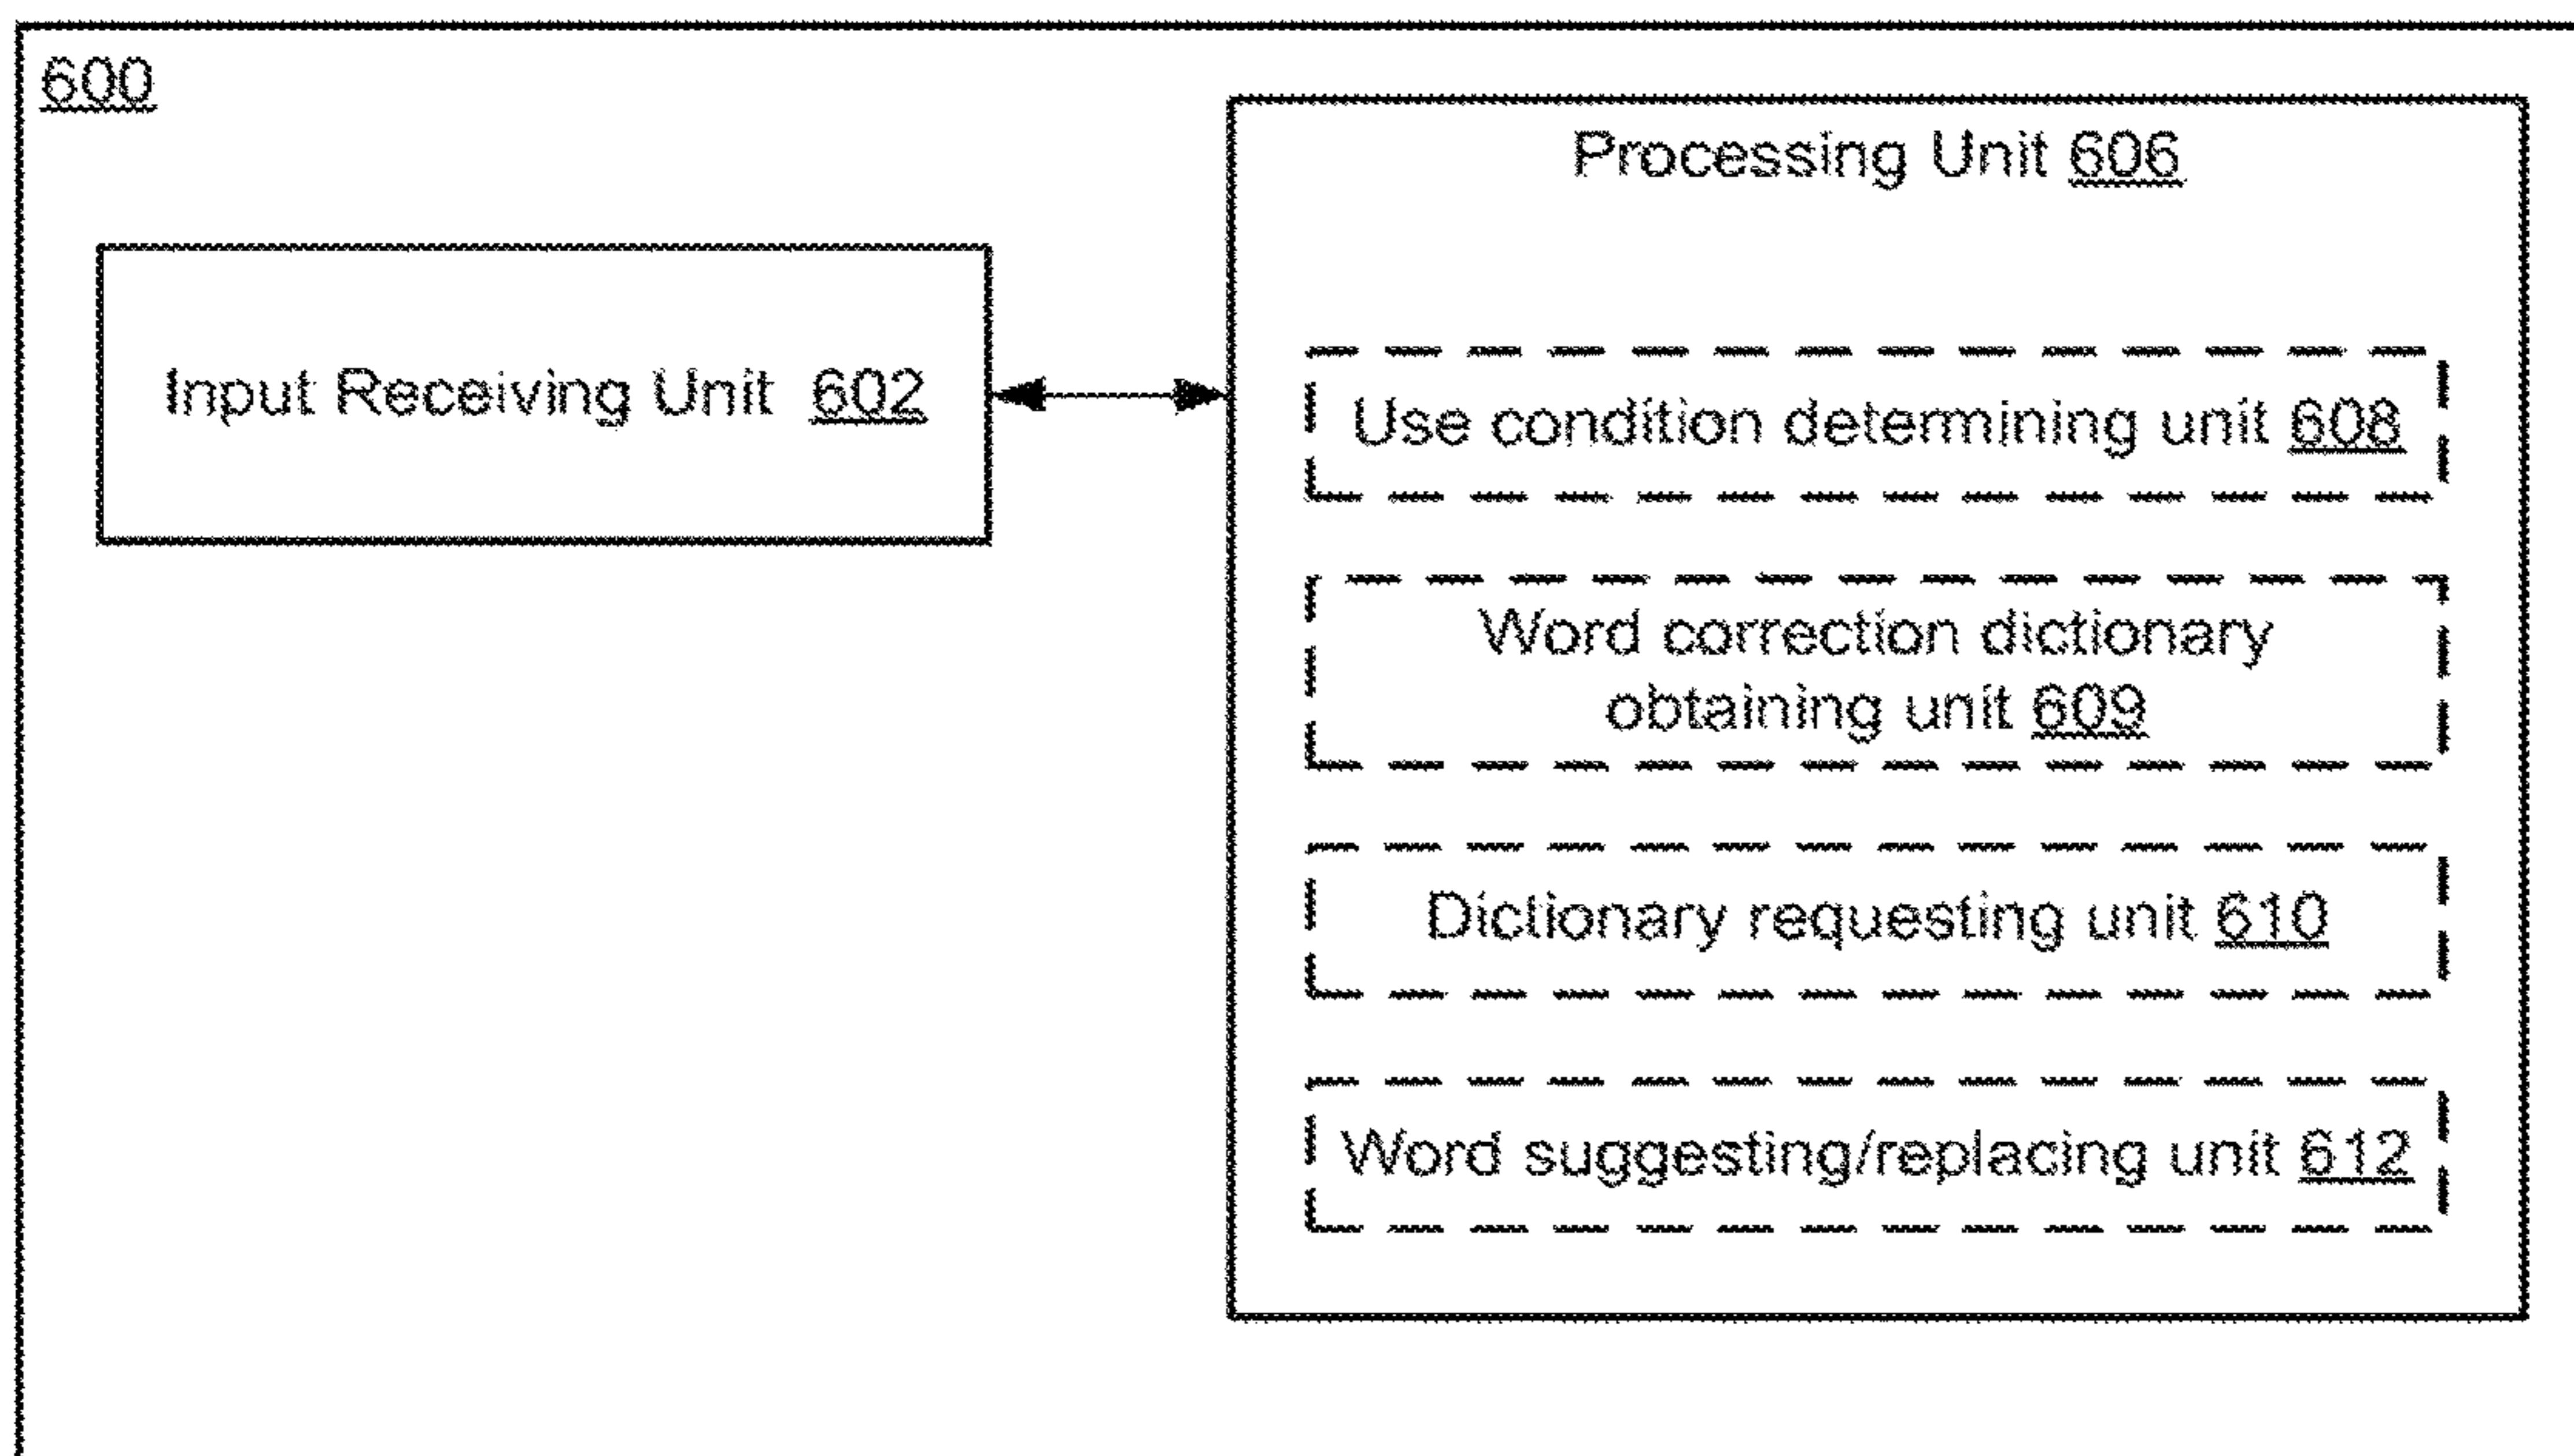 600
Processing Unit 606
Input Receiving Unit 602
Use condition determining unit 608
Word correction dictionary
obtaining unit 609
Dictionary requesting unit 610
Word suggesting/replacing unit 612